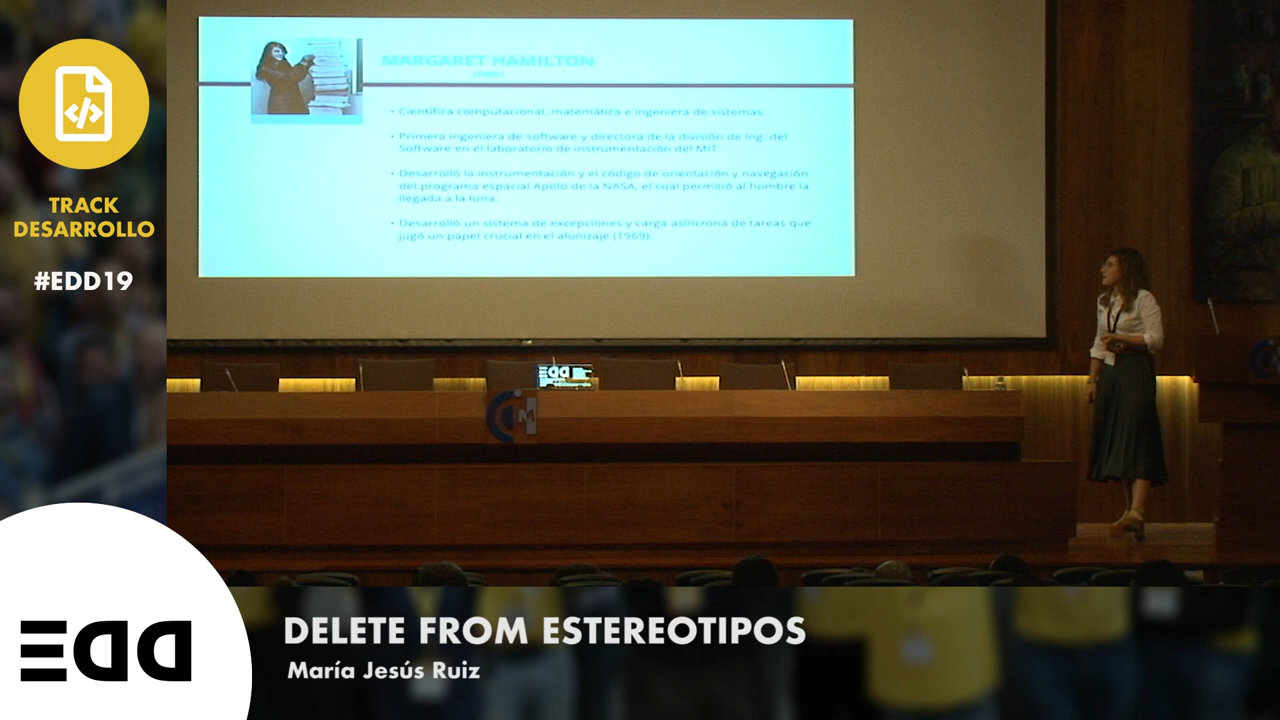 TRACK
DESARROLLO
#EDD19
MARGARET HAMILTON
• Científica computacional, matemática e ingeniera de sistemas.
• Primera ingeniera de software y directora de la división de Ing. del
Software en el laboratorio de instrumentación del MIT.
• Desarrolló la instrumentación y el código de orientación y navegación
del programa espacial Apolo de la NASA, el cual permitió al hombre la
llegada a la luna.
• Desarrolló un sistema de excepciones y carga asíncrona de tareas que
jugó un papel crucial en el alunizaje (1969).
EDD
DELETE FROM ESTEREOTIPOS
María Jesús Ruiz